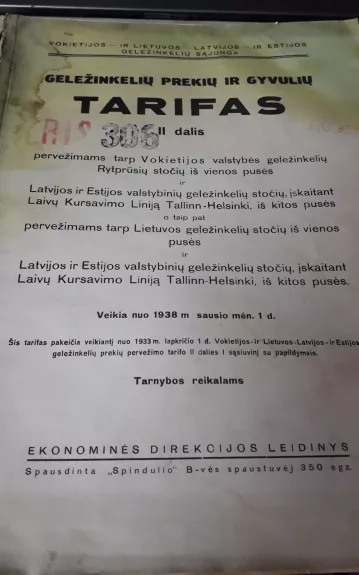 VOKIETIJOS - IR LIETUVOS - LATVIJOS - IR ESTIJOS
GELEŽINKELIŲ SĄJUNGA
GELEŽINKELIŲ PREKIŲ IR GYVULIŲ
TARIFAS
RIS 306 II dalis
pervežimams tarp Vokietijos valstybės geležinkelių
Rytprūsių stočių iš vienos pusės
ir
Latvijos ir Estijos valstybinių geležinkelių stočių, įskaitant
Laivų Kursavimo Liniją Tallinn-Helsinki, iš kitos pusės
o taip pat
pervežimams tarp Lietuvos geležinkelių stočių iš vienos
pusės
ir
Latvijos ir Estijos valstybinių geležinkelių stočių, įskaitant
Laivų Kursavimo Liniją Tallinn-Helsinki, iš kitos pusės.
Veikia nuo 1938 m sausio mėn. 1 d.
Šis tarifas pakeičia veikiantį nuo 1933 m. lapkričio 1 d. Vokietijos-ir Lietuvos-Latvijos-ir Estijos
geležinkelių prekių pervežimo tarifo II dalies I sąsiuvinį su papildymais.
Tarnybos reikalams
EKONOMINĖS DIREKCIJOS LEIDINYS
Spausdinta „Spindulio" B-vės spaustuvėj 350 egz.